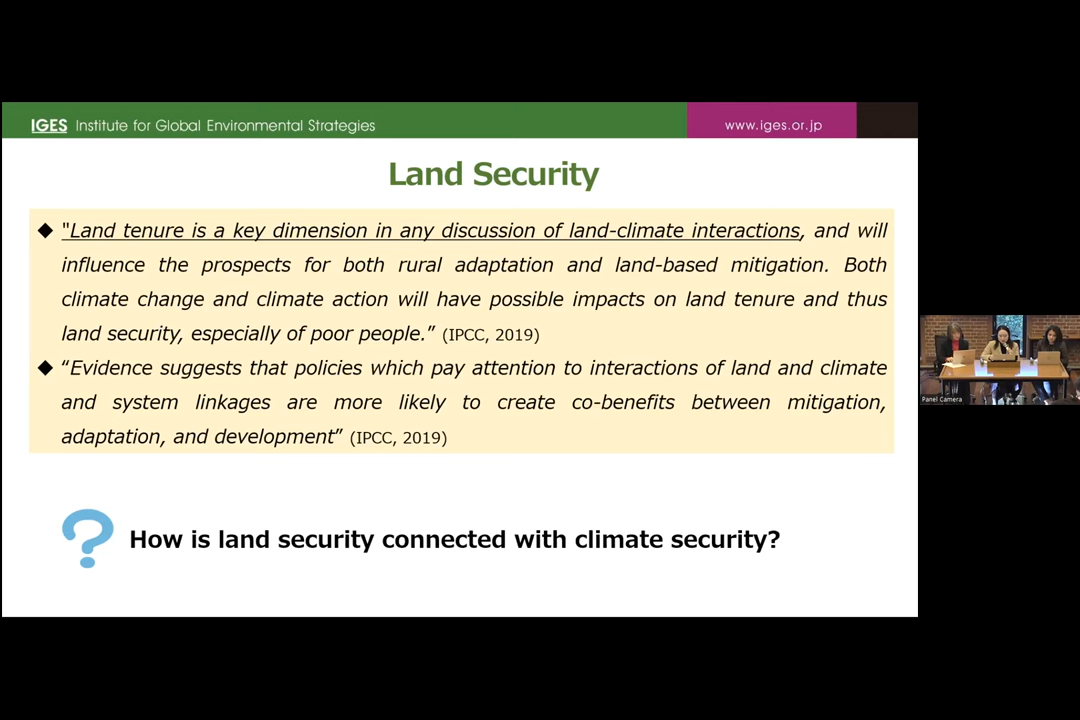 IGES Institute for Global Environmental Strategies
www.iges.or.jp
Land Security
◆ "Land tenure is a key dimension in any discussion of land-climate interactions, and will
influence the prospects for both rural adaptation and land-based mitigation. Both
climate change and climate action will have possible impacts on land tenure and thus
land security, especially of poor people.” (IPCC, 2019)
◆ “Evidence suggests that policies which pay attention to interactions of land and climate
and system linkages are more likely to create co-benefits between mitigation,
adaptation, and development” (IPCC, 2019)
? How is land security connected with climate security?
Panel Camera